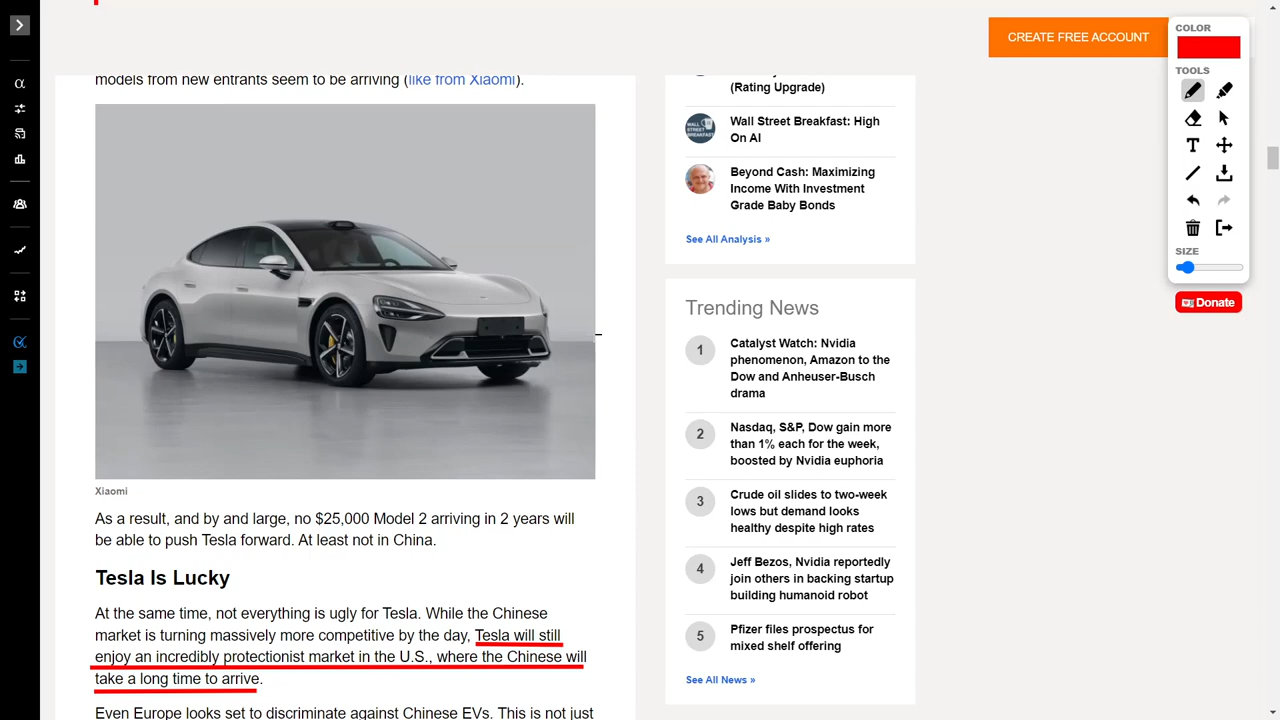 CREATE FREE ACCOUNT
COLOR
TOOLS
SIZE
Donate
models from new entrants seem to be arriving (like from Xiaomi).
Xiaomi
As a result, and by and large, no $25,000 Model 2 arriving in 2 years will
be able to push Tesla forward. At least not in China.
Tesla Is Lucky
At the same time, not everything is ugly for Tesla. While the Chinese
market is turning massively more competitive by the day, Tesla will still
enjoy an incredibly protectionist market in the U.S., where the Chinese will
take a long time to arrive.
Even Europe looks set to discriminate against Chinese EVs. This is not just
(Rating Upgrade)
WALL STREET BREAKFAST
Wall Street Breakfast: High
On AI
Beyond Cash: Maximizing
Income With Investment
Grade Baby Bonds
See All Analysis »
Trending News
1
Catalyst Watch: Nvidia
phenomenon, Amazon to the
Dow and Anheuser-Busch
drama
2
Nasdaq, S&P, Dow gain more
than 1% each for the week,
boosted by Nvidia euphoria
3
Crude oil slides to two-week
lows but demand looks
healthy despite high rates
4
Jeff Bezos, Nvidia reportedly
join others in backing startup
building humanoid robot
5
Pfizer files prospectus for
mixed shelf offering
See All News »